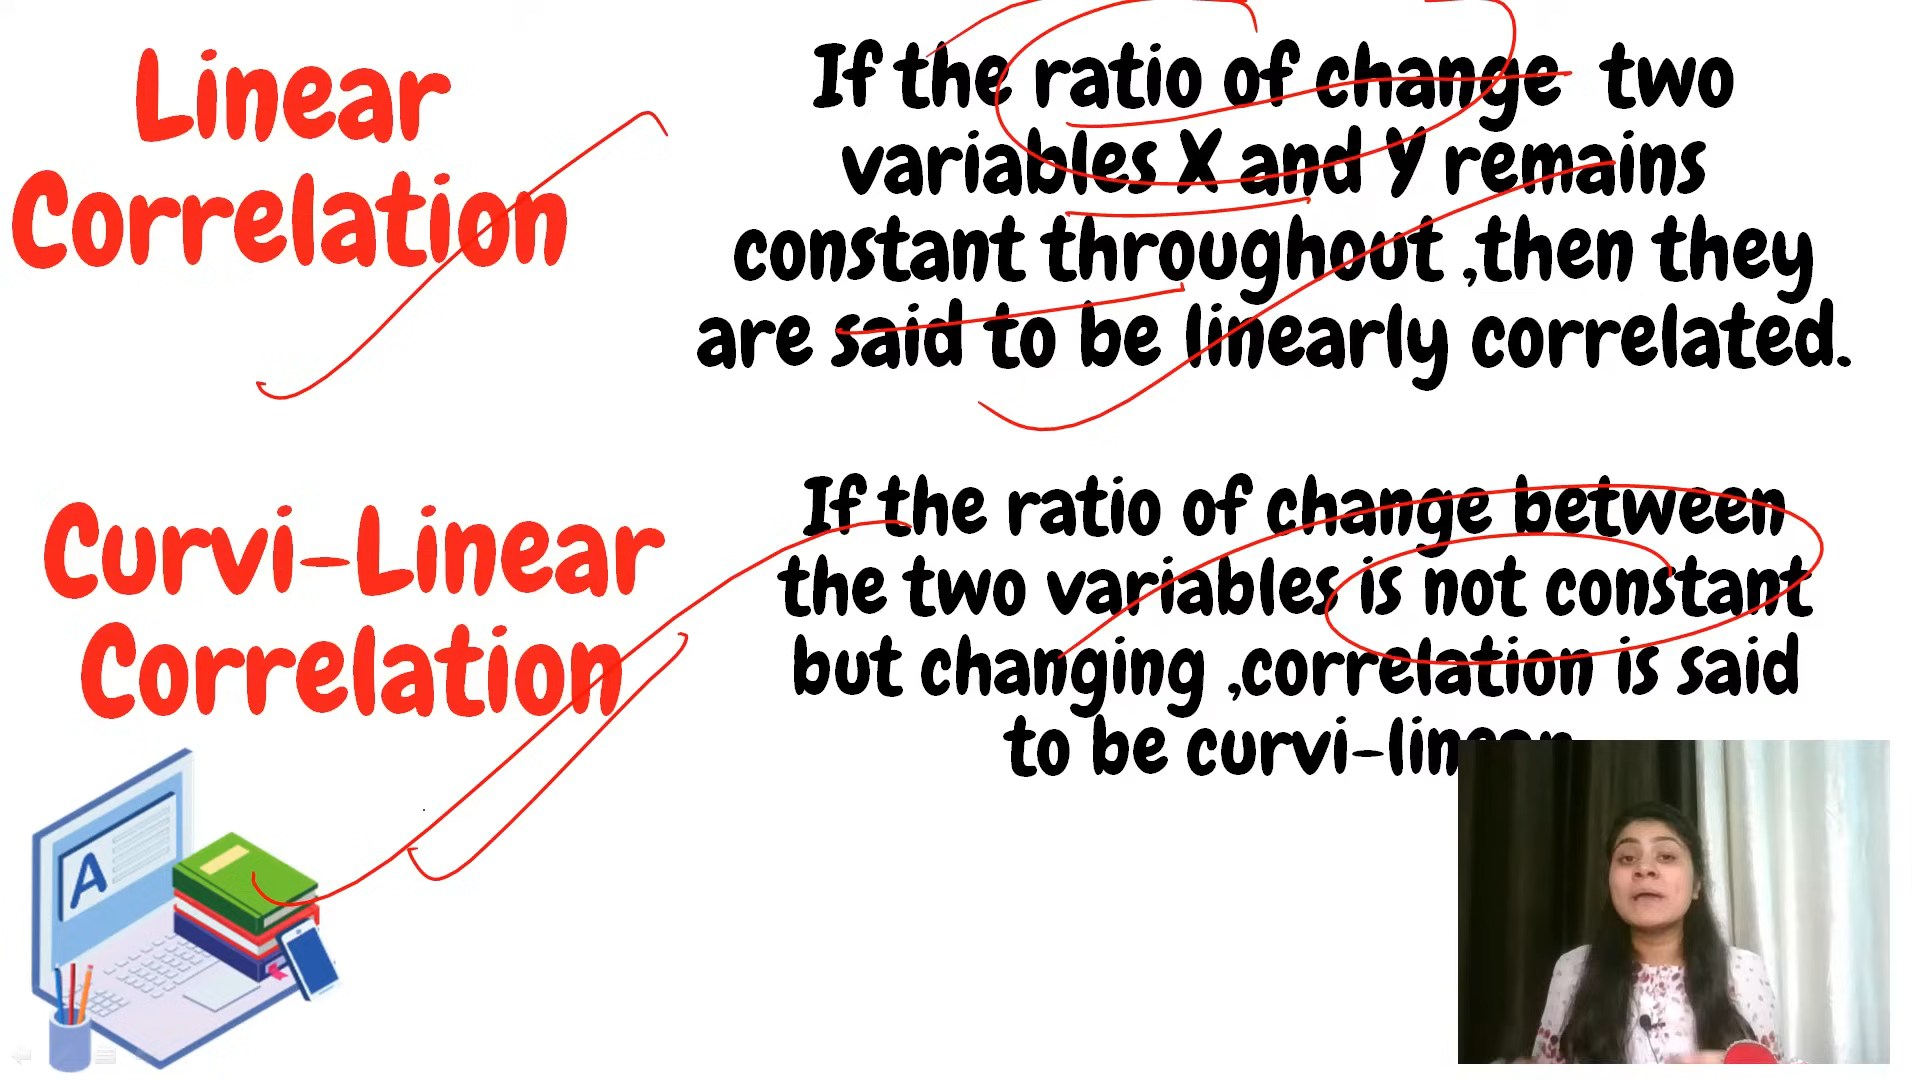 Linear
Correlation
If the ratio of change two
variables X and Y remains
constant throughout ,then they
are said to be linearly correlated.
Curvi-Linear
Correlation
If the ratio of change between
the two variables is not constant
but changing ,correlation is said
to be
A